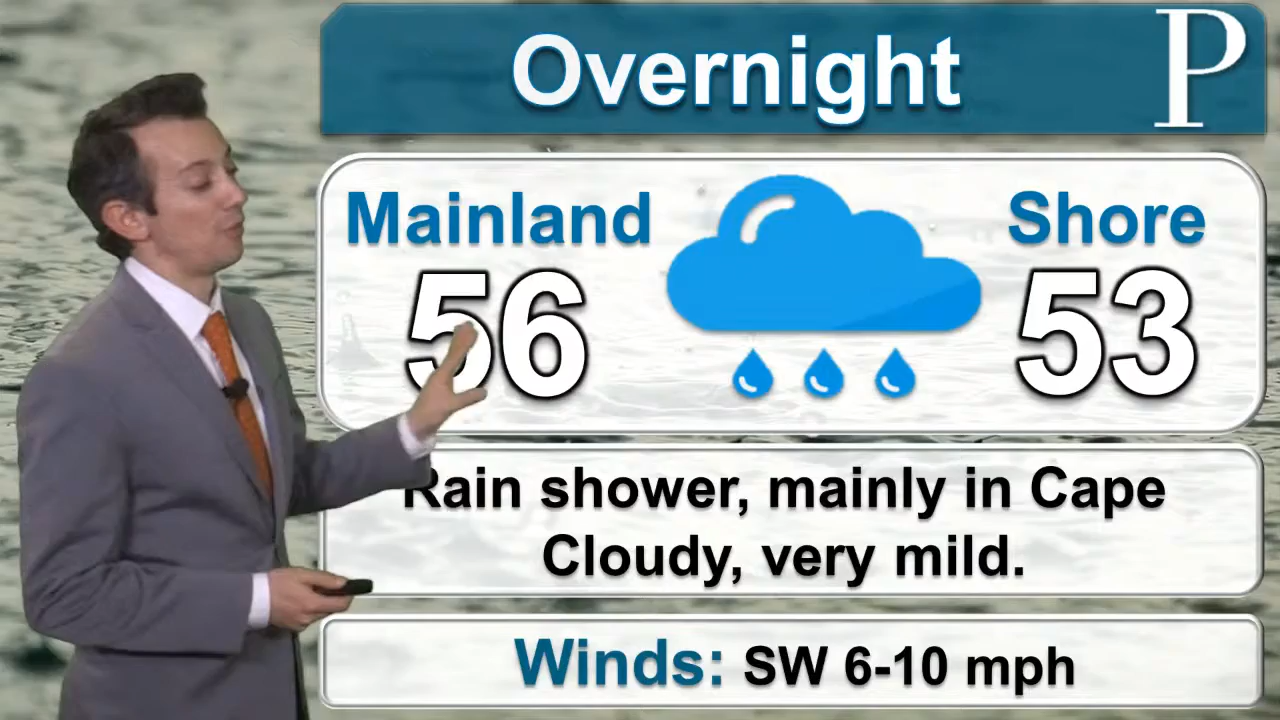 Overnight
P
Mainland
Shore
56
53
Rain shower, mainly in Cape
Cloudy, very mild.
Winds: SW 6-10 mph